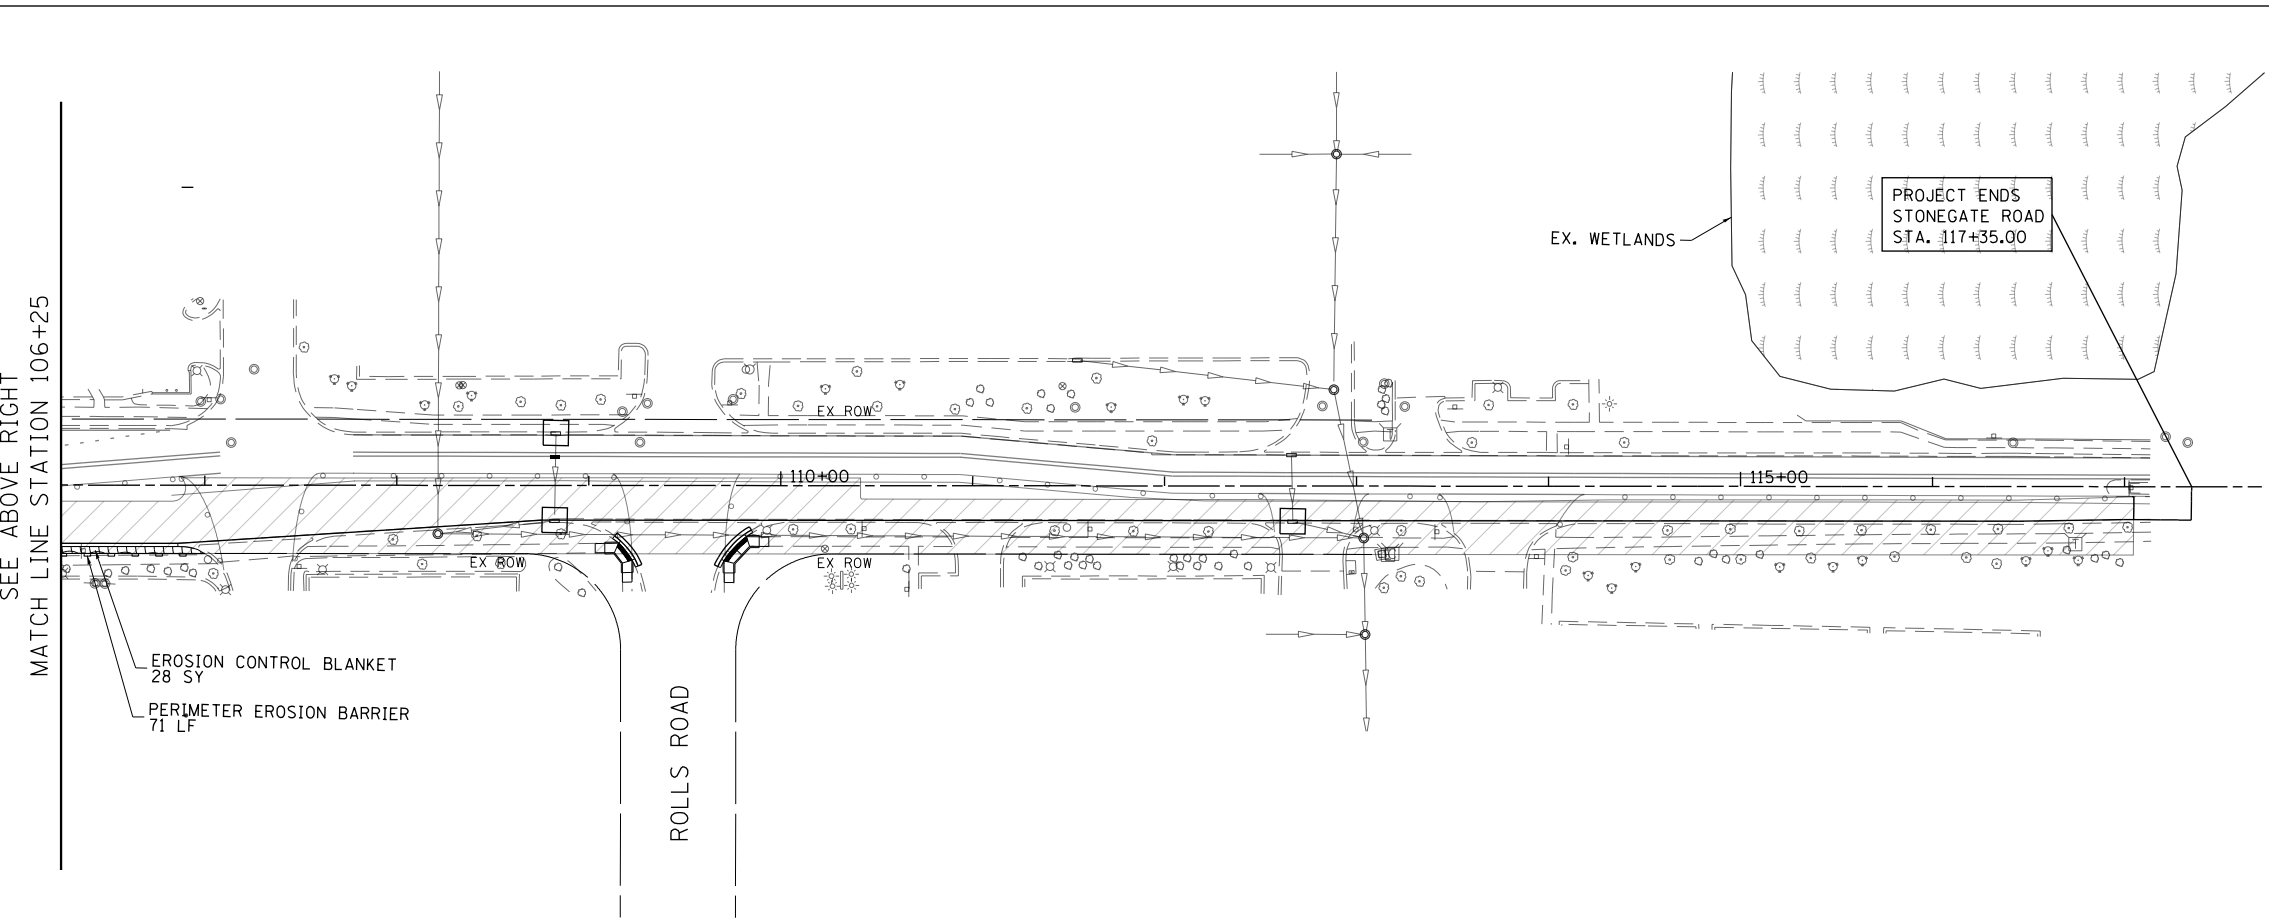 SEE ABOVE RIGHT
MATCH LINE STATION 106+25
EX. WETLANDS
PROJECT ENDS
STONEGATE ROAD
STA. 117+35.00
EX ROW
110+00
115+00
EX ROW
EX ROW
EROSION CONTROL BLANKET
28 SY
PERIMETER EROSION BARRIER
71 LF
ROLLS ROAD